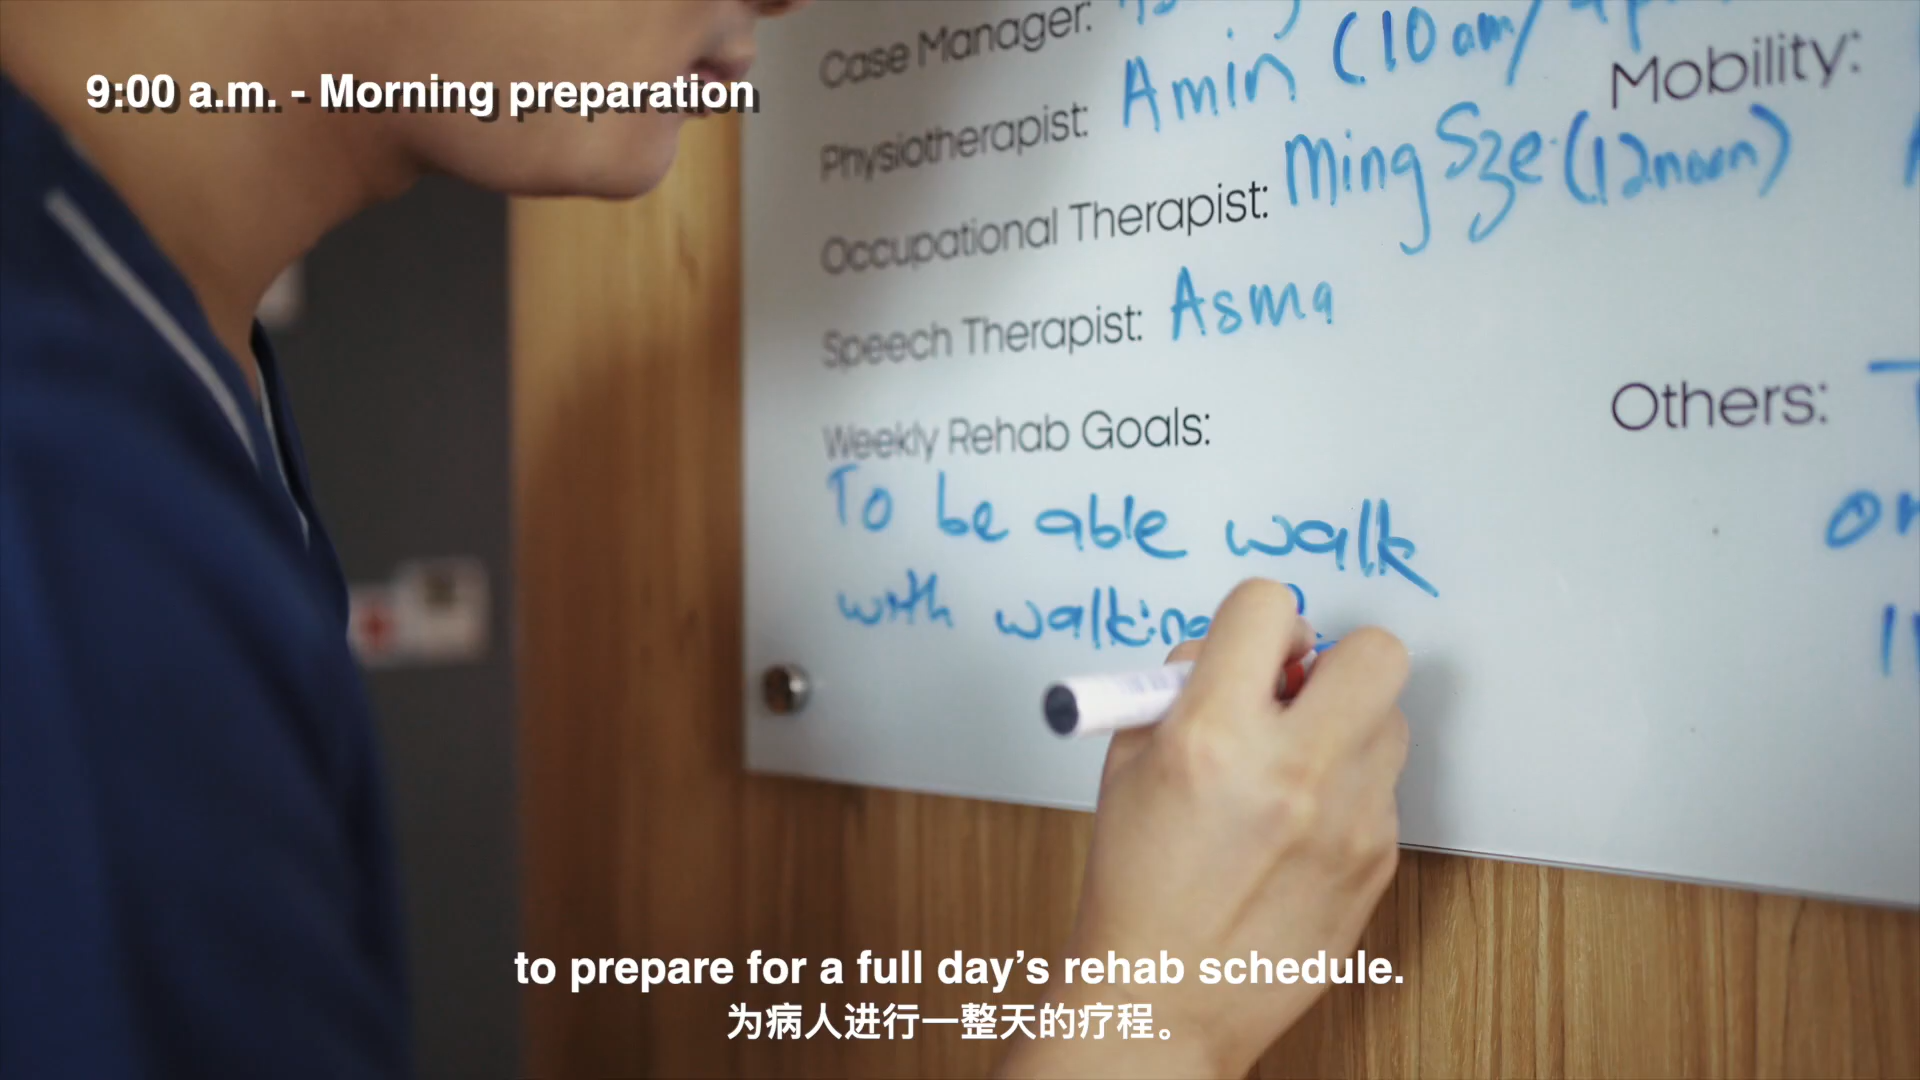 9:00 a.m. - Morning preparation
Case Manager:
Physiotherapist: Amin (10am/
Occupational Therapist: Ming Sze (12noon)
Speech Therapist: Asma
Weekly Rehab Goals:
To be able walk
with walking
Mobility:
Others:
to prepare for a full day’s rehab schedule.
为病人进行一整天的疗程。